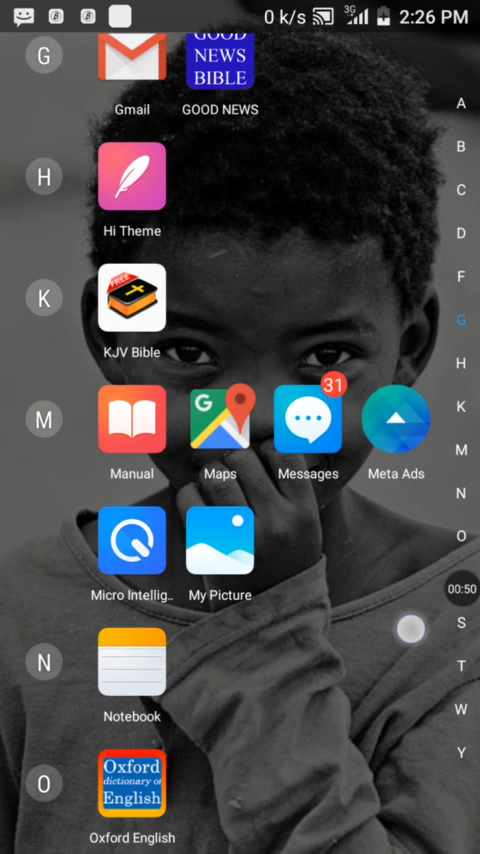 0 k/s 3G 2:26 PM
G
GOOD
NEWS
BIBLE
Gmail
GOOD NEWS
H
Hi Theme
K
FREE
KJV Bible
M
G
31
Manual
Maps
Messages
Meta Ads
Micro Intellig..
My Picture
N
Notebook
O
Oxford
dictionary of
English
Oxford English
A
B
C
D
F
G
H
K
M
N
O
00:50
S
T
W
Y